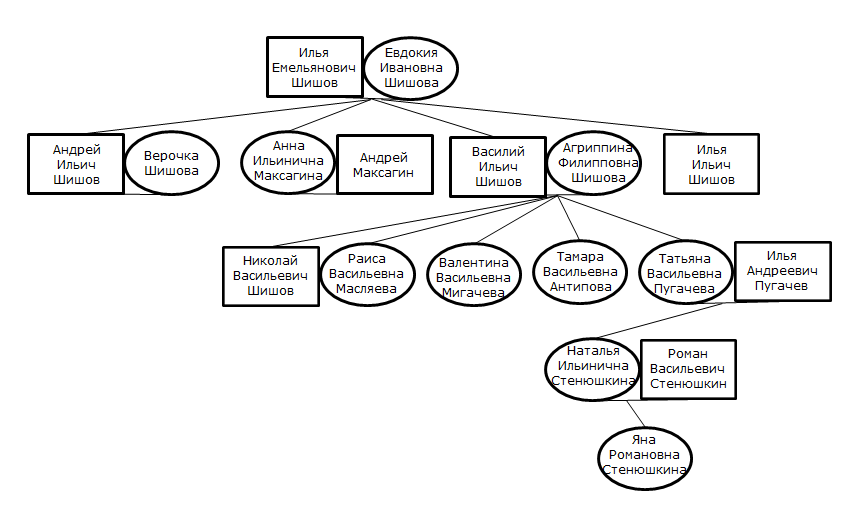 Илья
Емельянович
Шишов
Евдокия
Ивановна
Шишова
Андрей
Ильич
Шишов
Верочка
Шишова
Анна
Ильинична
Максагина
Андрей
Максагин
Василий
Ильич
Шишов
Агриппина
Филипповна
Шишова
Илья
Ильич
Шишов
Николай
Васильевич
Шишов
Раиса
Васильевна
Масляева
Валентина
Васильевна
Мигачева
Тамара
Васильевна
Антипова
Татьяна
Васильевна
Пугачева
Илья
Андреевич
Пугачев
Наталья
Ильинична
Стенюшкина
Роман
Васильевич
Стенюшкин
Яна
Романовна
Стенюшкина